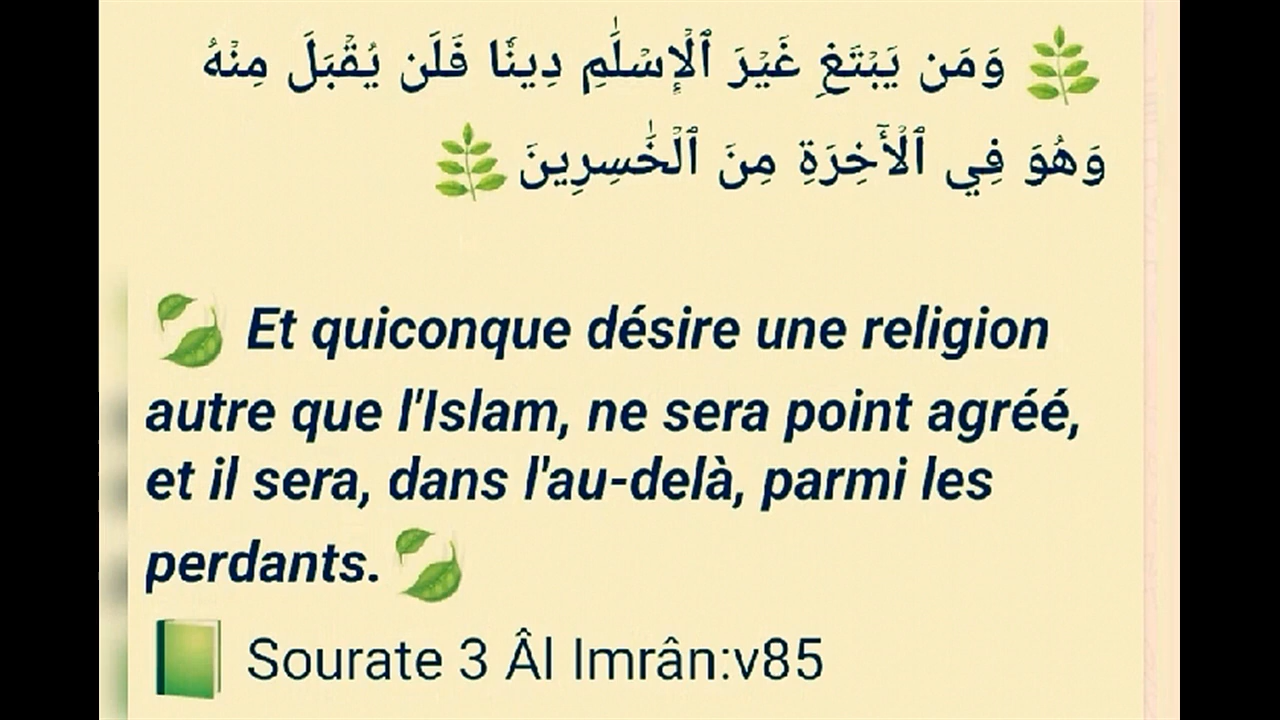 وَمَن يَبْتَغِ غَيْرَ ٱلْإِسْلَٰمِ دِينًۭا فَلَن يُقْبَلَ مِنْهُ
وَهُوَ فِي ٱلْأٓخِرَةِ مِنَ ٱلْخَٰسِرِينَ
Et quiconque désire une religion
autre que l'Islam, ne sera point agréé,
et il sera, dans l'au-delà, parmi les
perdants.
Sourate 3 Âl Imrân:v85